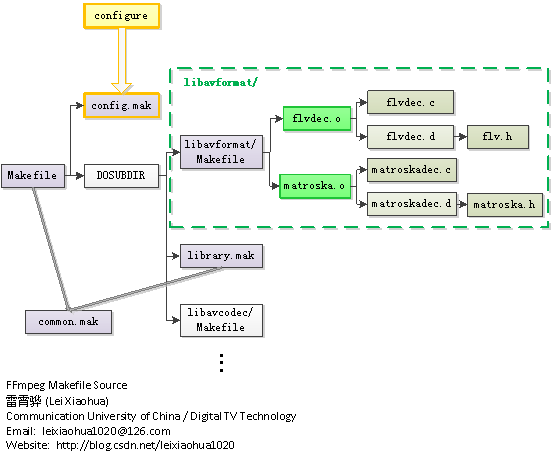 configure
config.mak
libavformat/
flvdec.c
flvdec.o
flvdec.d
flv.h
libavformat/
Makefile
Makefile
DOSUBDIR
matroskadec.c
matroska.o
matroskadec.d
matroska.h
library.mak
common.mak
libavcodec/
Makefile
FFmpeg Makefile Source
雷霄骅 (Lei Xiaohua)
Communication University of China / Digital TV Technology
Email: leixiaohua1020@126.com
Website: http://blog.csdn.net/leixiaohua1020